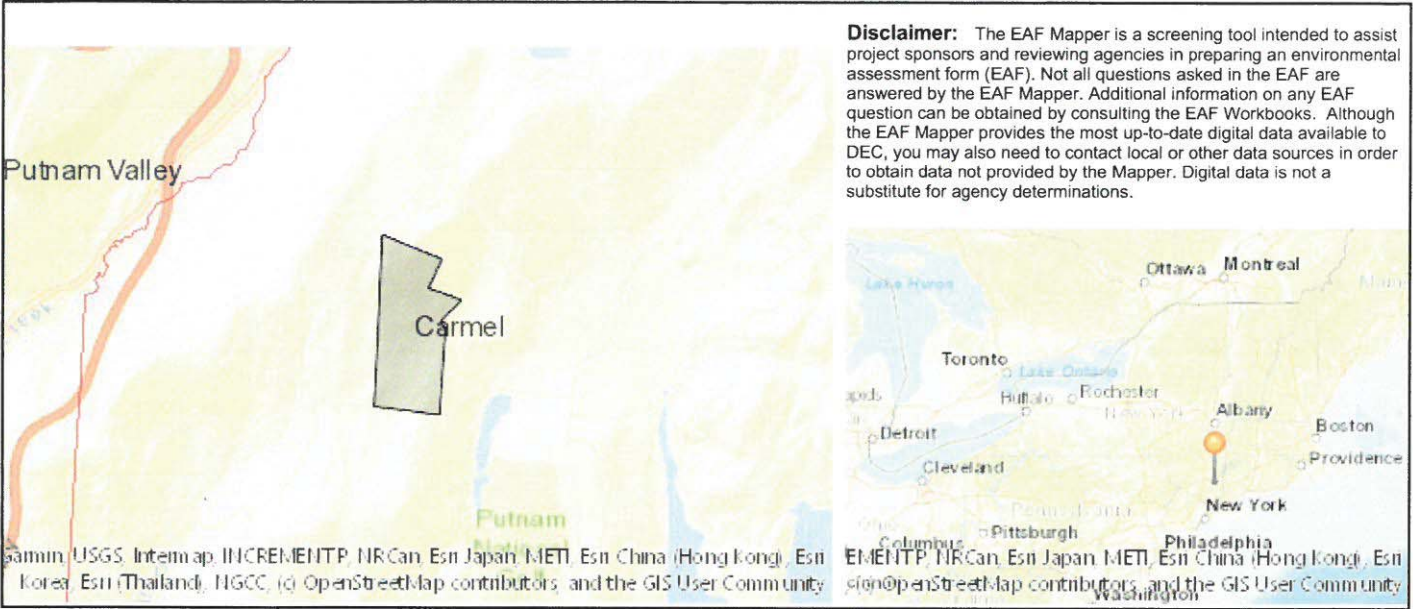 Disclaimer: The EAF Mapper is a screening tool intended to assist
project sponsors and reviewing agencies in preparing an environmental
assessment form (EAF). Not all questions asked in the EAF are
answered by the EAF Mapper. Additional information on any EAF
question can be obtained by consulting the EAF Workbooks. Although
the EAF Mapper provides the most up-to-date digital data available to
DEC, you may also need to contact local or other data sources in order
to obtain data not provided by the Mapper. Digital data is not a
substitute for agency determinations.
Putnam Valley
Carmel
Putnam
National
Garmin, USGS, Intermap, INCREMENT P, NRCan, Esri Japan, METI, Esri China (Hong Kong), Esri
Korea, Esri (Thailand), NGCC, (c) OpenStreetMap contributors, and the GIS User Community
Ottawa
Montreal
Lake Huron
Toronto
Lake Ontario
apids
Buffalo
Rochester
New York
Albany
Boston
Detroit
Providence
Cleveland
New York
Pennsylvania
Pittsburgh
Columbus
Philadelphia
EMENT P, NRCan, Esri Japan, METI, Esri China (Hong Kong), Esri
OpenStreetMap contributors, and the GIS User Community
Washington